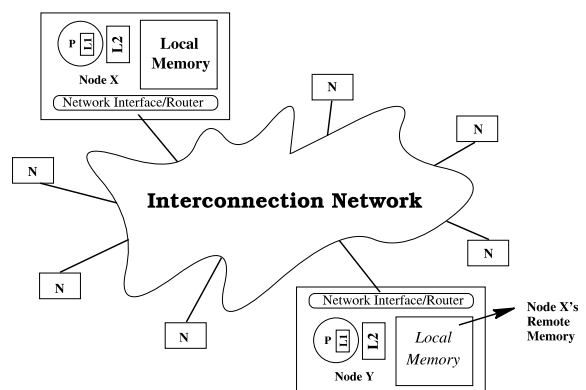 P
L1
L2
Local
Memory
Node X
Network Interface/Router
N
N
N
Interconnection Network
N
N
N
Network Interface/Router
P
L1
L2
Local
Memory
Node Y
Node X's
Remote
Memory